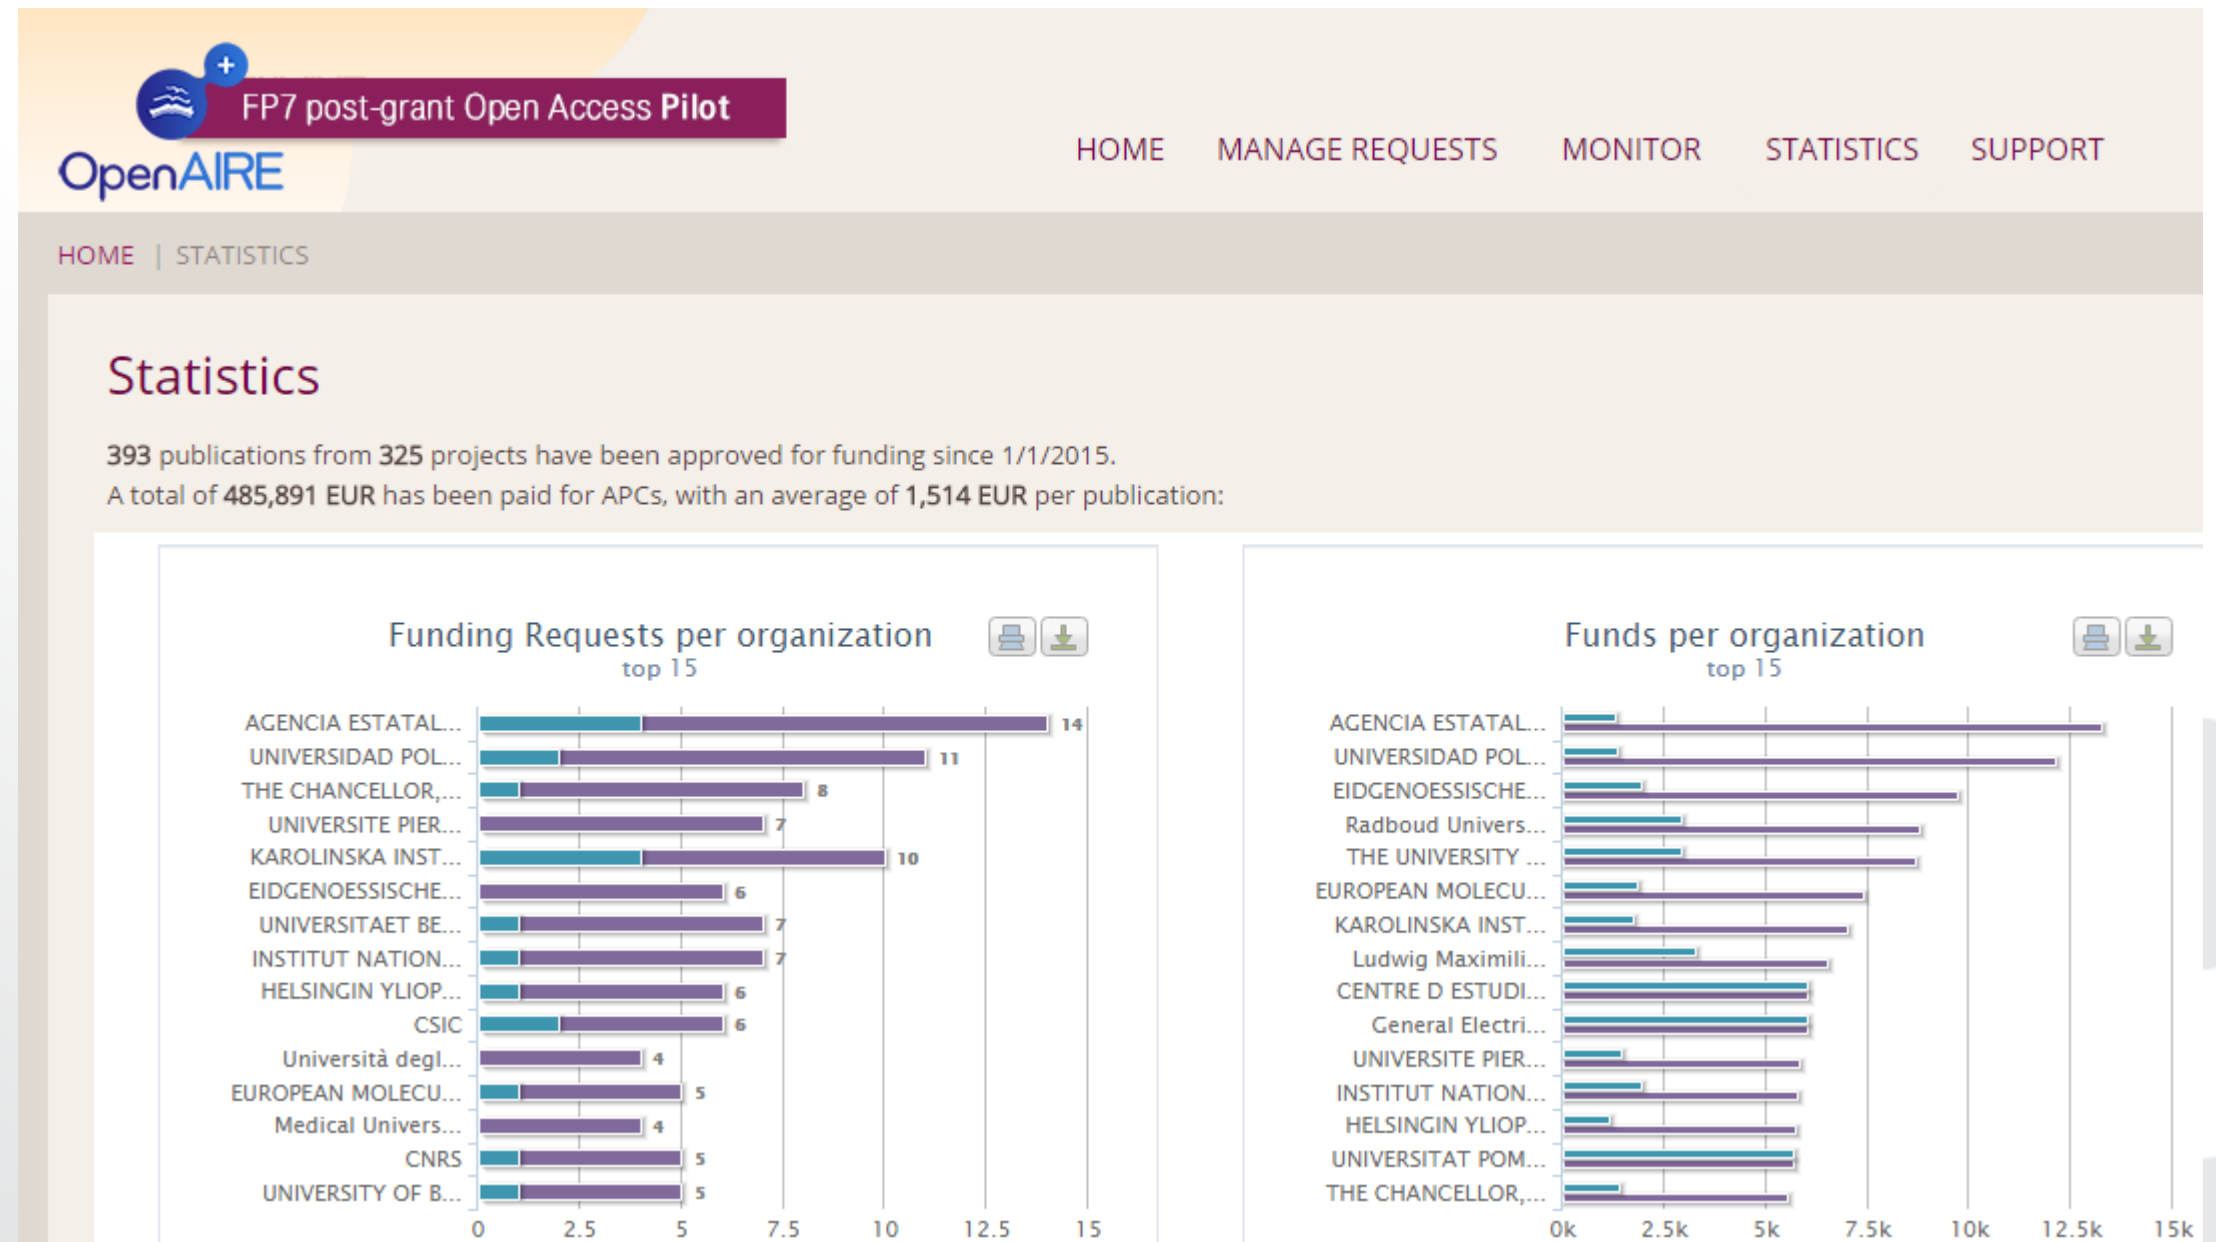 +
FP7 post-grant Open Access Pilot
OpenAIRE
HOME MANAGE REQUESTS MONITOR STATISTICS SUPPORT
HOME | STATISTICS
Statistics
393 publications from 325 projects have been approved for funding since 1/1/2015.
A total of 485,891 EUR has been paid for APCs, with an average of 1,514 EUR per publication:
Funding Requests per organization
top 15
AGENCIA ESTATAL... 14
UNIVERSIDAD POL... 11
THE CHANCELLOR,... 8
UNIVERSITE PIER... 7
KAROLINSKA INST... 10
EIDGENOESSISCHE... 6
UNIVERSITAET BE... 7
INSTITUT NATION... 7
HELSINGIN YLIOP... 6
CSIC 6
Università degl... 4
EUROPEAN MOLECU... 5
Medical Univers... 4
CNRS 5
UNIVERSITY OF B... 5
0 2.5 5 7.5 10 12.5 15
Funds per organization
top 15
AGENCIA ESTATAL...
UNIVERSIDAD POL...
EIDGENOESSISCHE...
Radboud Univers...
THE UNIVERSITY ...
EUROPEAN MOLECU...
KAROLINSKA INST...
Ludwig Maximili...
CENTRE D ESTUDI...
General Electri...
UNIVERSITE PIER...
INSTITUT NATION...
HELSINGIN YLIOP...
UNIVERSITAT POM...
THE CHANCELLOR,...
0k 2.5k 5k 7.5k 10k 12.5k 15k